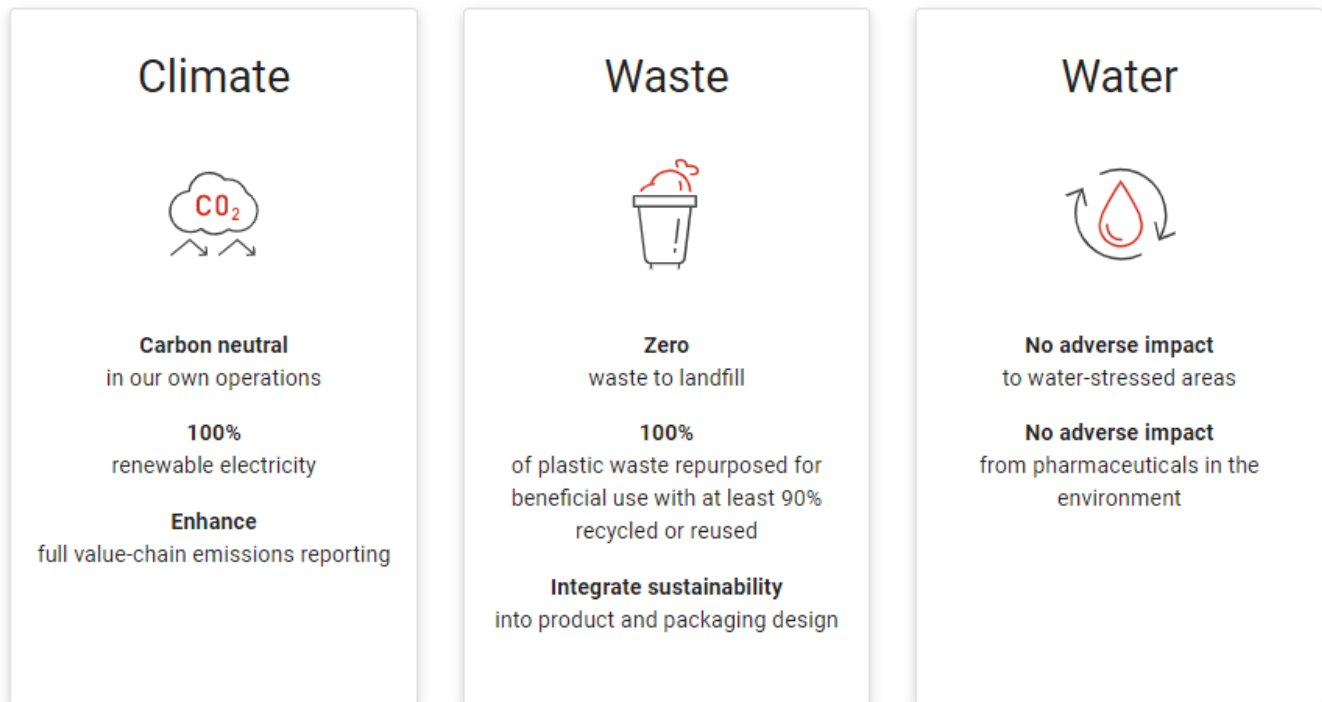 Climate
CO₂
Carbon neutral
in our own operations
100%
renewable electricity
Enhance
full value-chain emissions reporting
Waste
Zero
waste to landfill
100%
of plastic waste repurposed for
beneficial use with at least 90%
recycled or reused
Integrate sustainability
into product and packaging design
Water
No adverse impact
to water-stressed areas
No adverse impact
from pharmaceuticals in the
environment